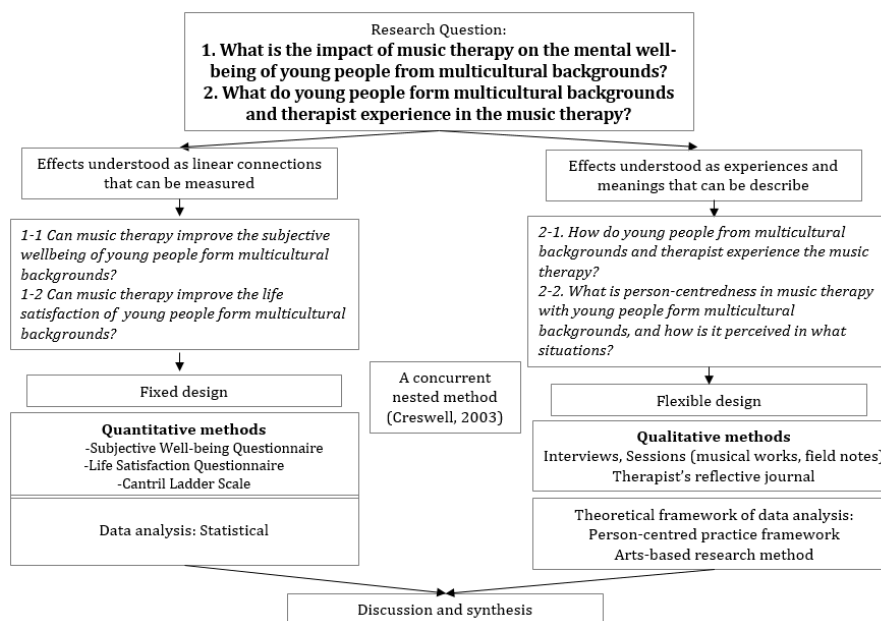 Research Question:
1. What is the impact of music therapy on the mental well-
being of young people from multicultural backgrounds?
2. What do young people form multicultural backgrounds
and therapist experience in the music therapy?
Effects understood as linear connections
that can be measured
1-1 Can music therapy improve the subjective
wellbeing of young people form multicultural
backgrounds?
1-2 Can music therapy improve the life
satisfaction of young people form multicultural
backgrounds?
Fixed design
Quantitative methods
-Subjective Well-being Questionnaire
-Life Satisfaction Questionnaire
-Cantril Ladder Scale
Data analysis: Statistical
A concurrent
nested method
(Creswell, 2003)
Effects understood as experiences and
meanings that can be describe
2-1. How do young people from multicultural
backgrounds and therapist experience the music
therapy?
2-2. What is person-centredness in music therapy
with young people form multicultural
backgrounds, and how is it perceived in what
situations?
Flexible design
Qualitative methods
Interviews, Sessions (musical works, field notes)
Therapist's reflective journal
Theoretical framework of data analysis:
Person-centred practice framework
Arts-based research method
Discussion and synthesis